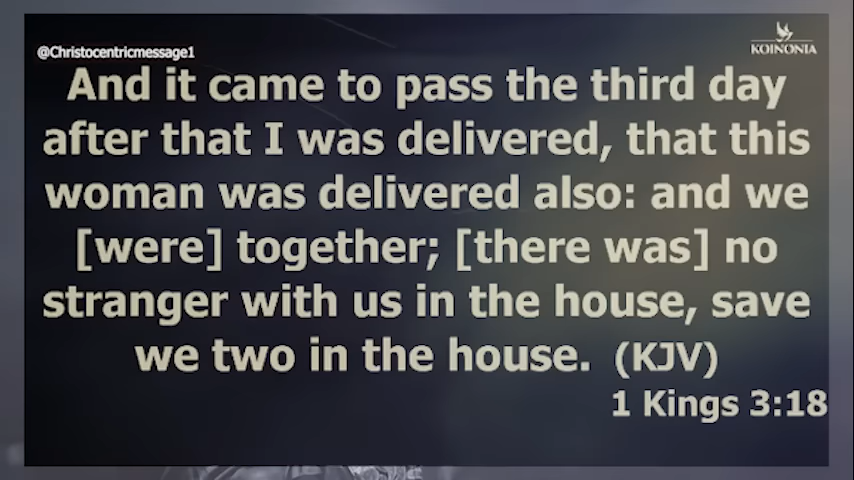 @Christocentricmessage1
KOINONIA
And it came to pass the third day
after that I was delivered, that this
woman was delivered also: and we
[were] together; [there was] no
stranger with us in the house, save
we two in the house. (KJV)
1 Kings 3:18